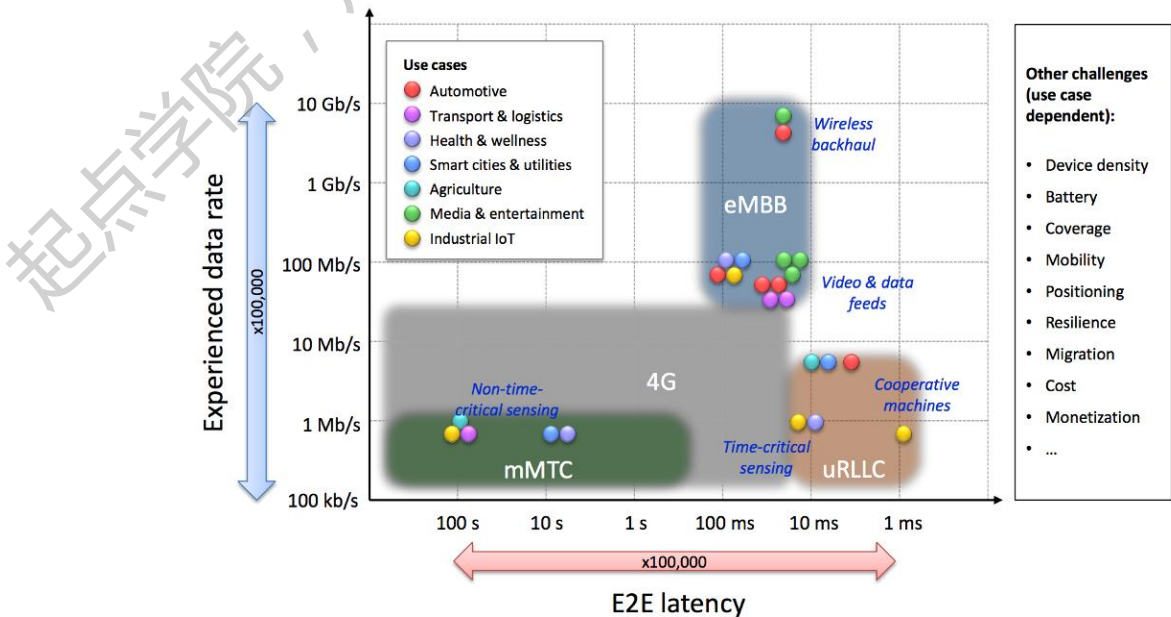 起点学院，
Use cases
Automotive
Transport & logistics
Health & wellness
Smart cities & utilities
Agriculture
Media & entertainment
Industrial IoT
10 Gb/s
1 Gb/s
100 Mb/s
10 Mb/s
1 Mb/s
100 kb/s
Experienced data rate
x100,000
Wireless
backhaul
eMBB
Video & data
feeds
4G
Non-time-
critical sensing
mMTC
Cooperative
machines
Time-critical
sensing
uRLLC
100 s
10 s
1 s
100 ms
10 ms
1 ms
x100,000
E2E latency
Other challenges
(use case
dependent):
• Device density
• Battery
• Coverage
• Mobility
• Positioning
• Resilience
• Migration
• Cost
• Monetization
• ...